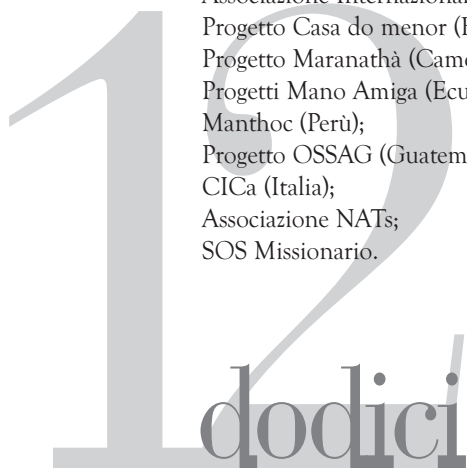 Associazione
Progetto Casa do menor
Progetto Maranathà
Progetti Mano Amiga
Manthoc (Perù);
Progetto OSSAG
CICa (Italia);
Associazione NATs;
SOS Missionario.
12
dodici